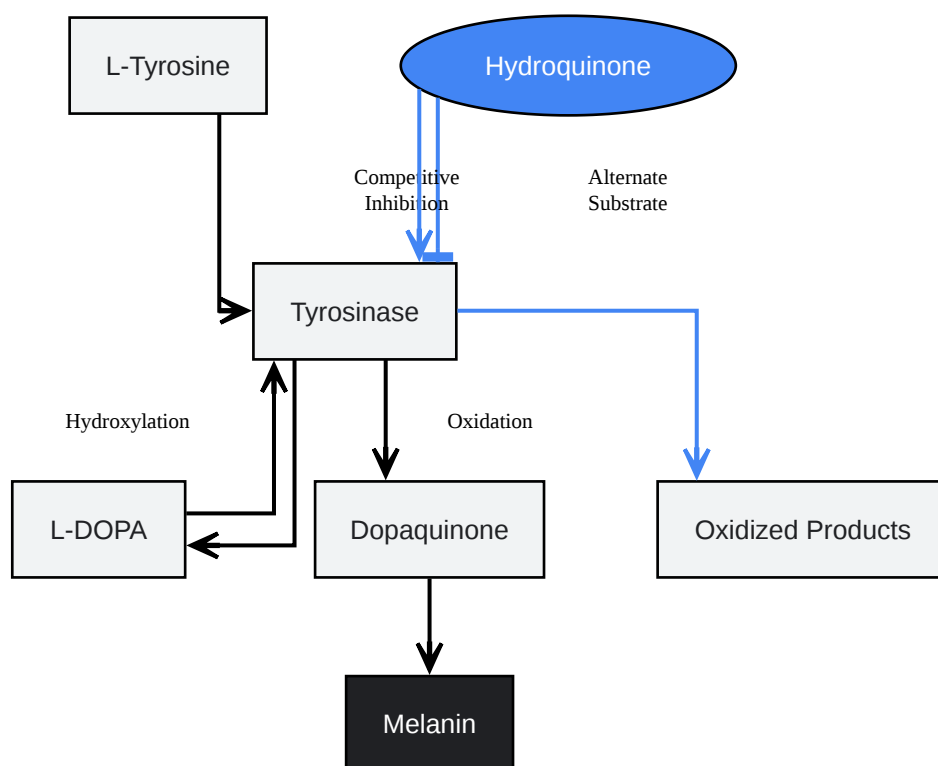 L-Tyrosine
Hydroquinone
Competitive
Inhibition
Alternate
Substrate
Tyrosinase
Hydroxylation
Oxidation
L-DOPA
Dopaquinone
Oxidized Products
Melanin